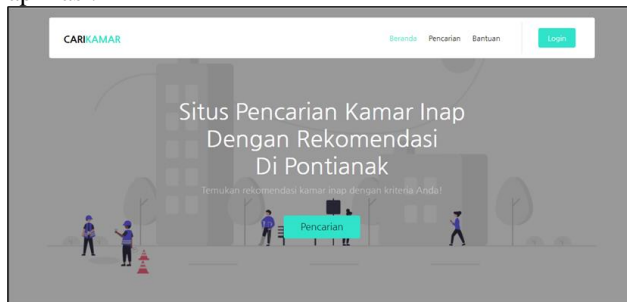 CARIKAMAR
Beranda Pencarian Bantuan Login
Situs Pencarian Kamar Inap
Dengan Rekomendasi
Di Pontianak
Temukan rekomendasi kamar inap dengan kriteria Anda!
Pencarian